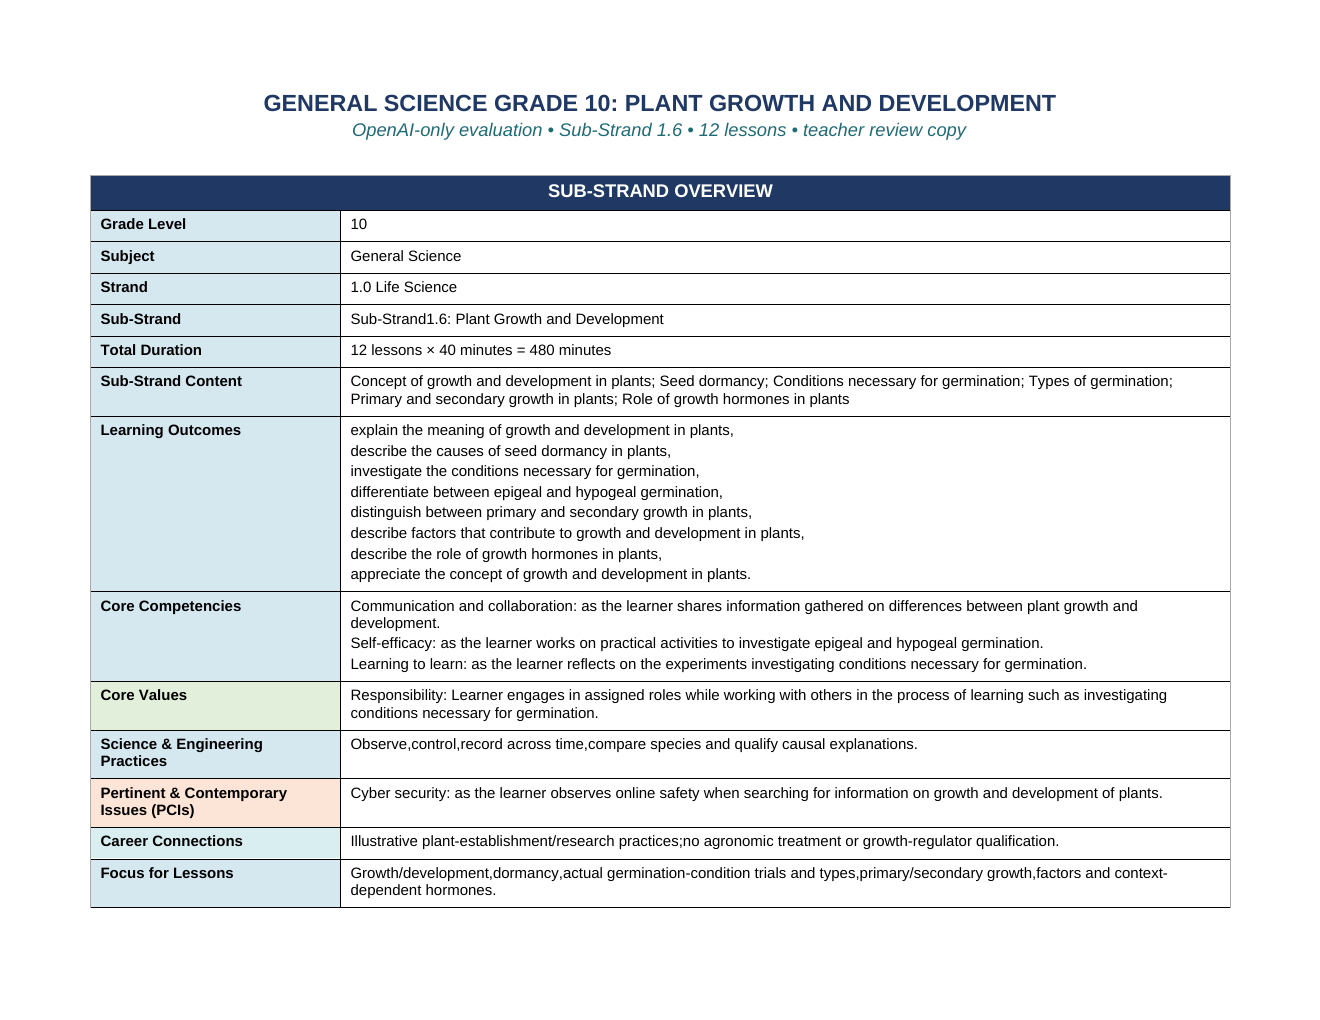 GENERAL SCIENCE GRADE 10: PLANT GROWTH AND DEVELOPMENT
OpenAI-only evaluation • Sub-Strand 1.6 • 12 lessons • teacher review copy
SUB-STRAND OVERVIEW
Grade Level
10
Subject
General Science
Strand
1.0 Life Science
Sub-Strand
Sub-Strand1.6: Plant Growth and Development
Total Duration
12 lessons × 40 minutes = 480 minutes
Sub-Strand Content
Concept of growth and development in plants; Seed dormancy; Conditions necessary for germination; Types of germination;
Primary and secondary growth in plants; Role of growth hormones in plants
Learning Outcomes
explain the meaning of growth and development in plants,
describe the causes of seed dormancy in plants,
investigate the conditions necessary for germination,
differentiate between epigeal and hypogeal germination,
distinguish between primary and secondary growth in plants,
describe factors that contribute to growth and development in plants,
describe the role of growth hormones in plants,
appreciate the concept of growth and development in plants.
Core Competencies
Communication and collaboration: as the learner shares information gathered on differences between plant growth and
development.
Self-efficacy: as the learner works on practical activities to investigate epigeal and hypogeal germination.
Learning to learn: as the learner reflects on the experiments investigating conditions necessary for germination.
Core Values
Responsibility: Learner engages in assigned roles while working with others in the process of learning such as investigating
conditions necessary for germination.
Science & Engineering
Practices
Observe,control,record across time,compare species and qualify causal explanations.
Pertinent & Contemporary
Issues (PCIs)
Cyber security: as the learner observes online safety when searching for information on growth and development of plants.
Career Connections
Illustrative plant-establishment/research practices;no agronomic treatment or growth-regulator qualification.
Focus for Lessons
Growth/development,dormancy,actual germination-condition trials and types,primary/secondary growth,factors and context-
dependent hormones.